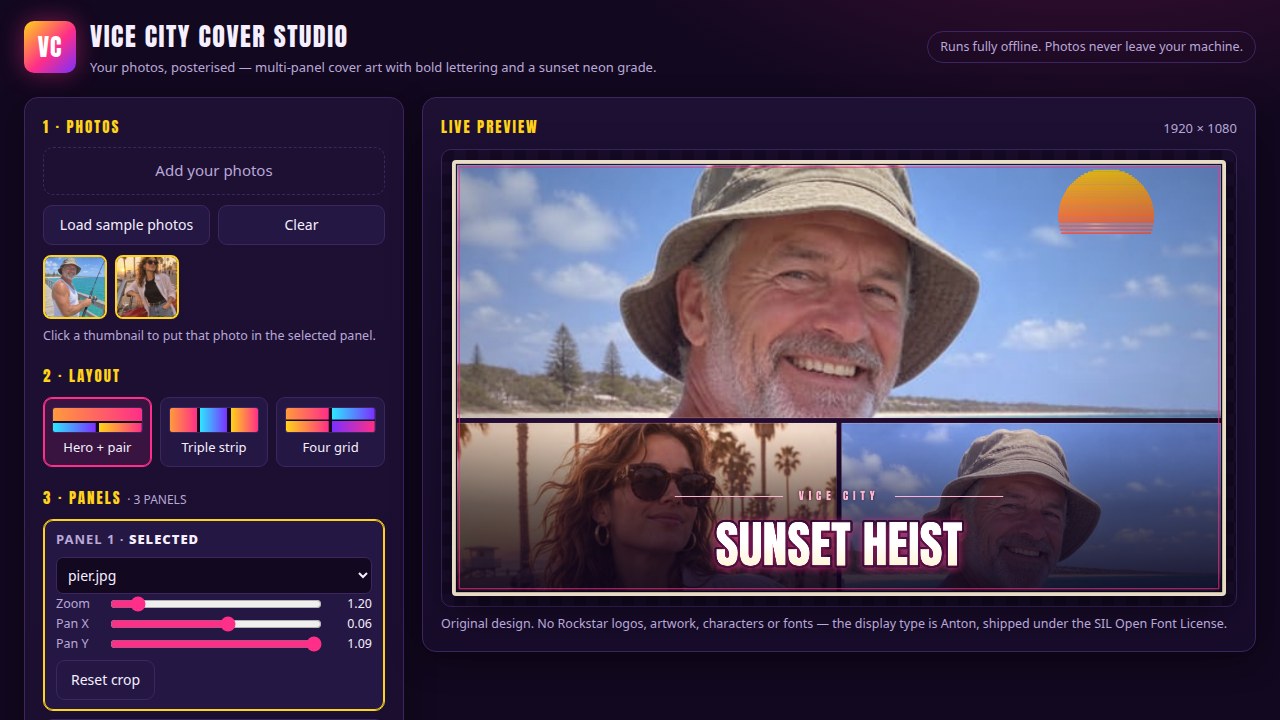 VC
VICE CITY COVER STUDIO
Your photos, posterised — multi-panel cover art with bold lettering and a sunset neon grade.
Runs fully offline. Photos never leave your machine.
1 · PHOTOS
Add your photos
Load sample photos
Clear
Click a thumbnail to put that photo in the selected panel.
2 · LAYOUT
Hero + pair
Triple strip
Four grid
3 · PANELS · 3 PANELS
PANEL 1 · SELECTED
pier.jpg
Zoom 1.20
Pan X 0.06
Pan Y 1.09
Reset crop
LIVE PREVIEW
1920 × 1080
VICE CITY
SUNSET HEIST
Original design. No Rockstar logos, artwork, characters or fonts — the display type is Anton, shipped under the SIL Open Font License.